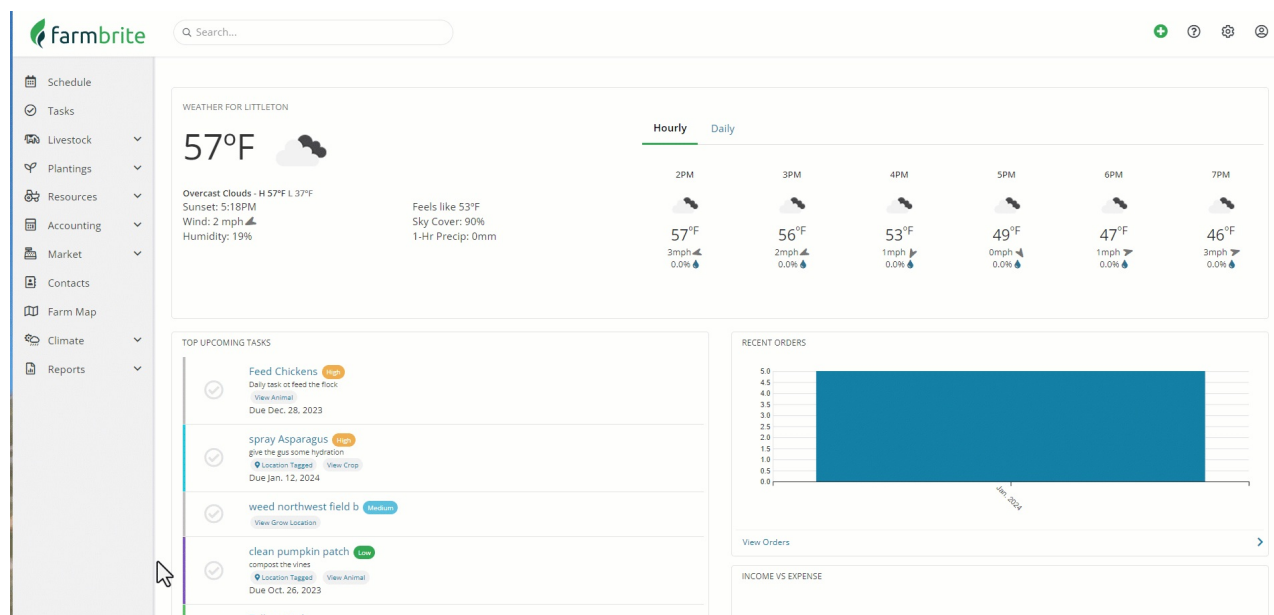 farmbrite
Search...
Schedule
Tasks
Livestock
Plantings
Resources
Accounting
Market
Contacts
Farm Map
Climate
Reports
WEATHER FOR LITTLETON
57°F
Overcast Clouds - H 57°F L 37°F
Sunset: 5:18PM
Wind: 2 mph
Humidity: 19%
Feels like 53°F
Sky Cover: 90%
1-Hr Precip: 0mm
Hourly Daily
2PM 3PM 4PM 5PM 6PM 7PM
57°F 56°F 53°F 49°F 47°F 46°F
3mph 2mph 1mph 0mph 1mph 3mph
0.0% 0.0% 0.0% 0.0% 0.0% 0.0%
TOP UPCOMING TASKS
Feed Chickens High
Daily task ot feed the flock
View Animal
Due Dec. 28, 2023
spray Asparagus High
give the gus some hydration
Location Tagged View Crop
Due Jan. 12, 2024
weed northwest field b Medium
View Grow Location
clean pumpkin patch Low
compost the vines
Location Tagged View Animal
Due Oct. 26, 2023
RECENT ORDERS
5.0
4.5
4.0
3.5
3.0
2.5
2.0
1.5
1.0
0.5
0.0
Jan. 2024
View Orders
INCOME VS EXPENSE